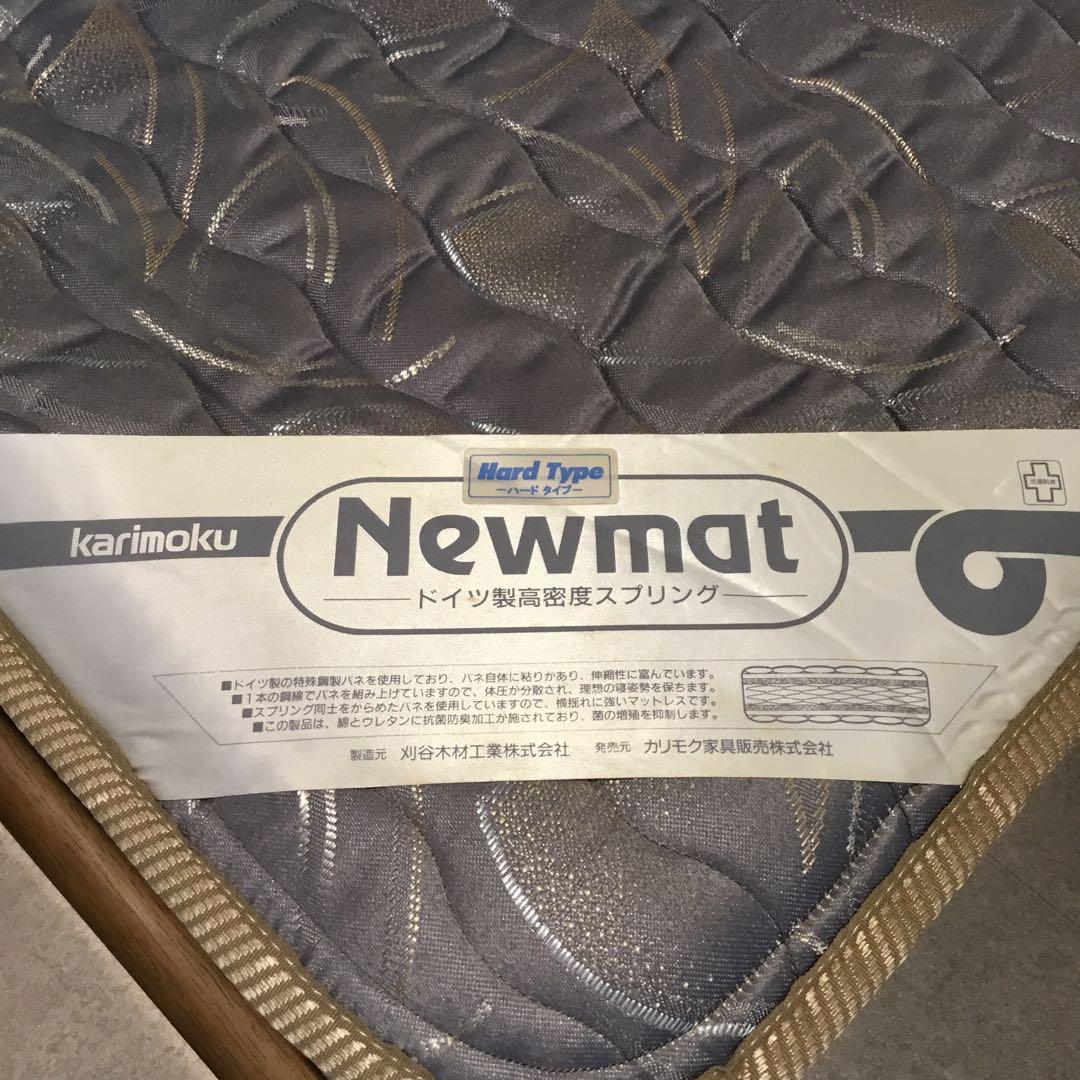 Hard Type
ーハード タイプー
karimoku
Newmat
ドイツ製高密度スプリング
抗菌防臭
■ドイツ製の特殊鋼製バネを使用しており、バネ自体に粘りがあり、伸縮性に富んでいます。
■1本の鋼線でバネを組み上げていますので、体圧が分散され、理想の寝姿勢を保ちます。
■スプリング同士をからめたバネを使用していますので、横揺れに強いマットレスです。
■この製品は、綿とウレタンに抗菌防臭加工が施されており、菌の増殖を抑制します。
製造元 刈谷木材工業株式会社 発売元 カリモク家具販売株式会社